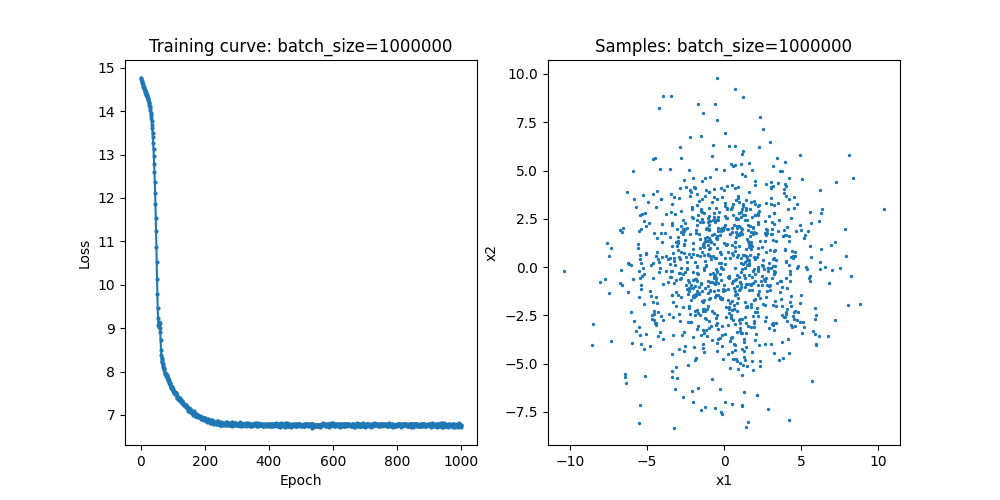 Training curve: batch_size=1000000
15
14
13
12
11
10
9
8
7
Loss
0 200 400 600 800 1000
Epoch
Samples: batch_size=1000000
10.0
7.5
5.0
2.5
0.0
−2.5
−5.0
−7.5
x2
−10 −5 0 5 10
x1